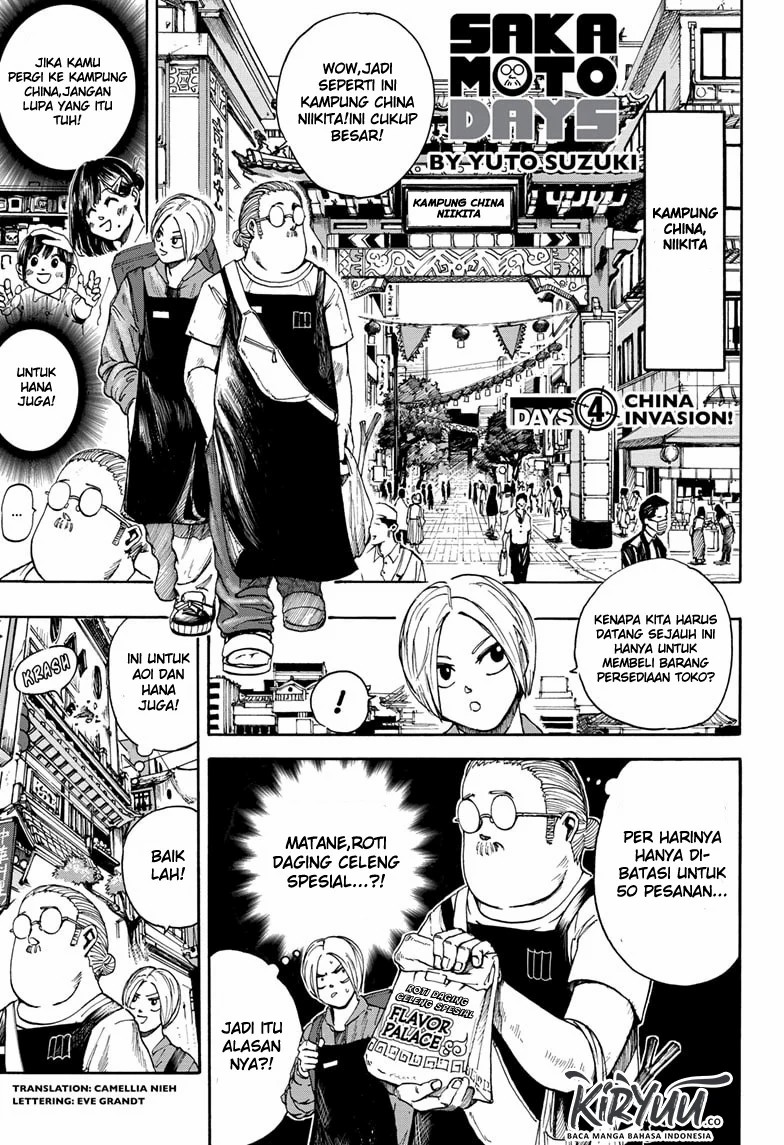 SAKA
MOTO
DAYS
BY YUTO SUZUKI
KAMPUNG
CHINA,
NIIKITA
WOW,JADI
SEPERTI INI
KAMPUNG CHINA
NIIKITA!INI CUKUP
BESAR!
KAMPUNG CHINA
NIIKITA
JIKA KAMU
PERGI KE KAMPUNG
CHINA,JANGAN
LUPA YANG ITU
TUH!
UNTUK
HANA
JUGA!
...
DAYS 4
CHINA
INVASION!
KENAPA KITA HARUS
DATANG SEJAUH INI
HANYA UNTUK
MEMBELI BARANG
PERSEDIAAN TOKO?
!
PER HARINYA
HANYA DI-
BATASI UNTUK
50 PESANAN...
MATANE,ROTI
DAGING CELENG
SPESIAL...?!
ROTI DAGING
CELENG SPESIAL
FLAVOR
PALACE
JADI ITU
ALASAN
NYA?!
KRASH
INI UNTUK
AOI DAN
HANA
JUGA!
BAIK
LAH!
TRANSLATION: CAMELLIA NIEH
LETTERING: EVE GRANDT
KIRYUU.CO
BACA MANGA BAHASA INDONESIA